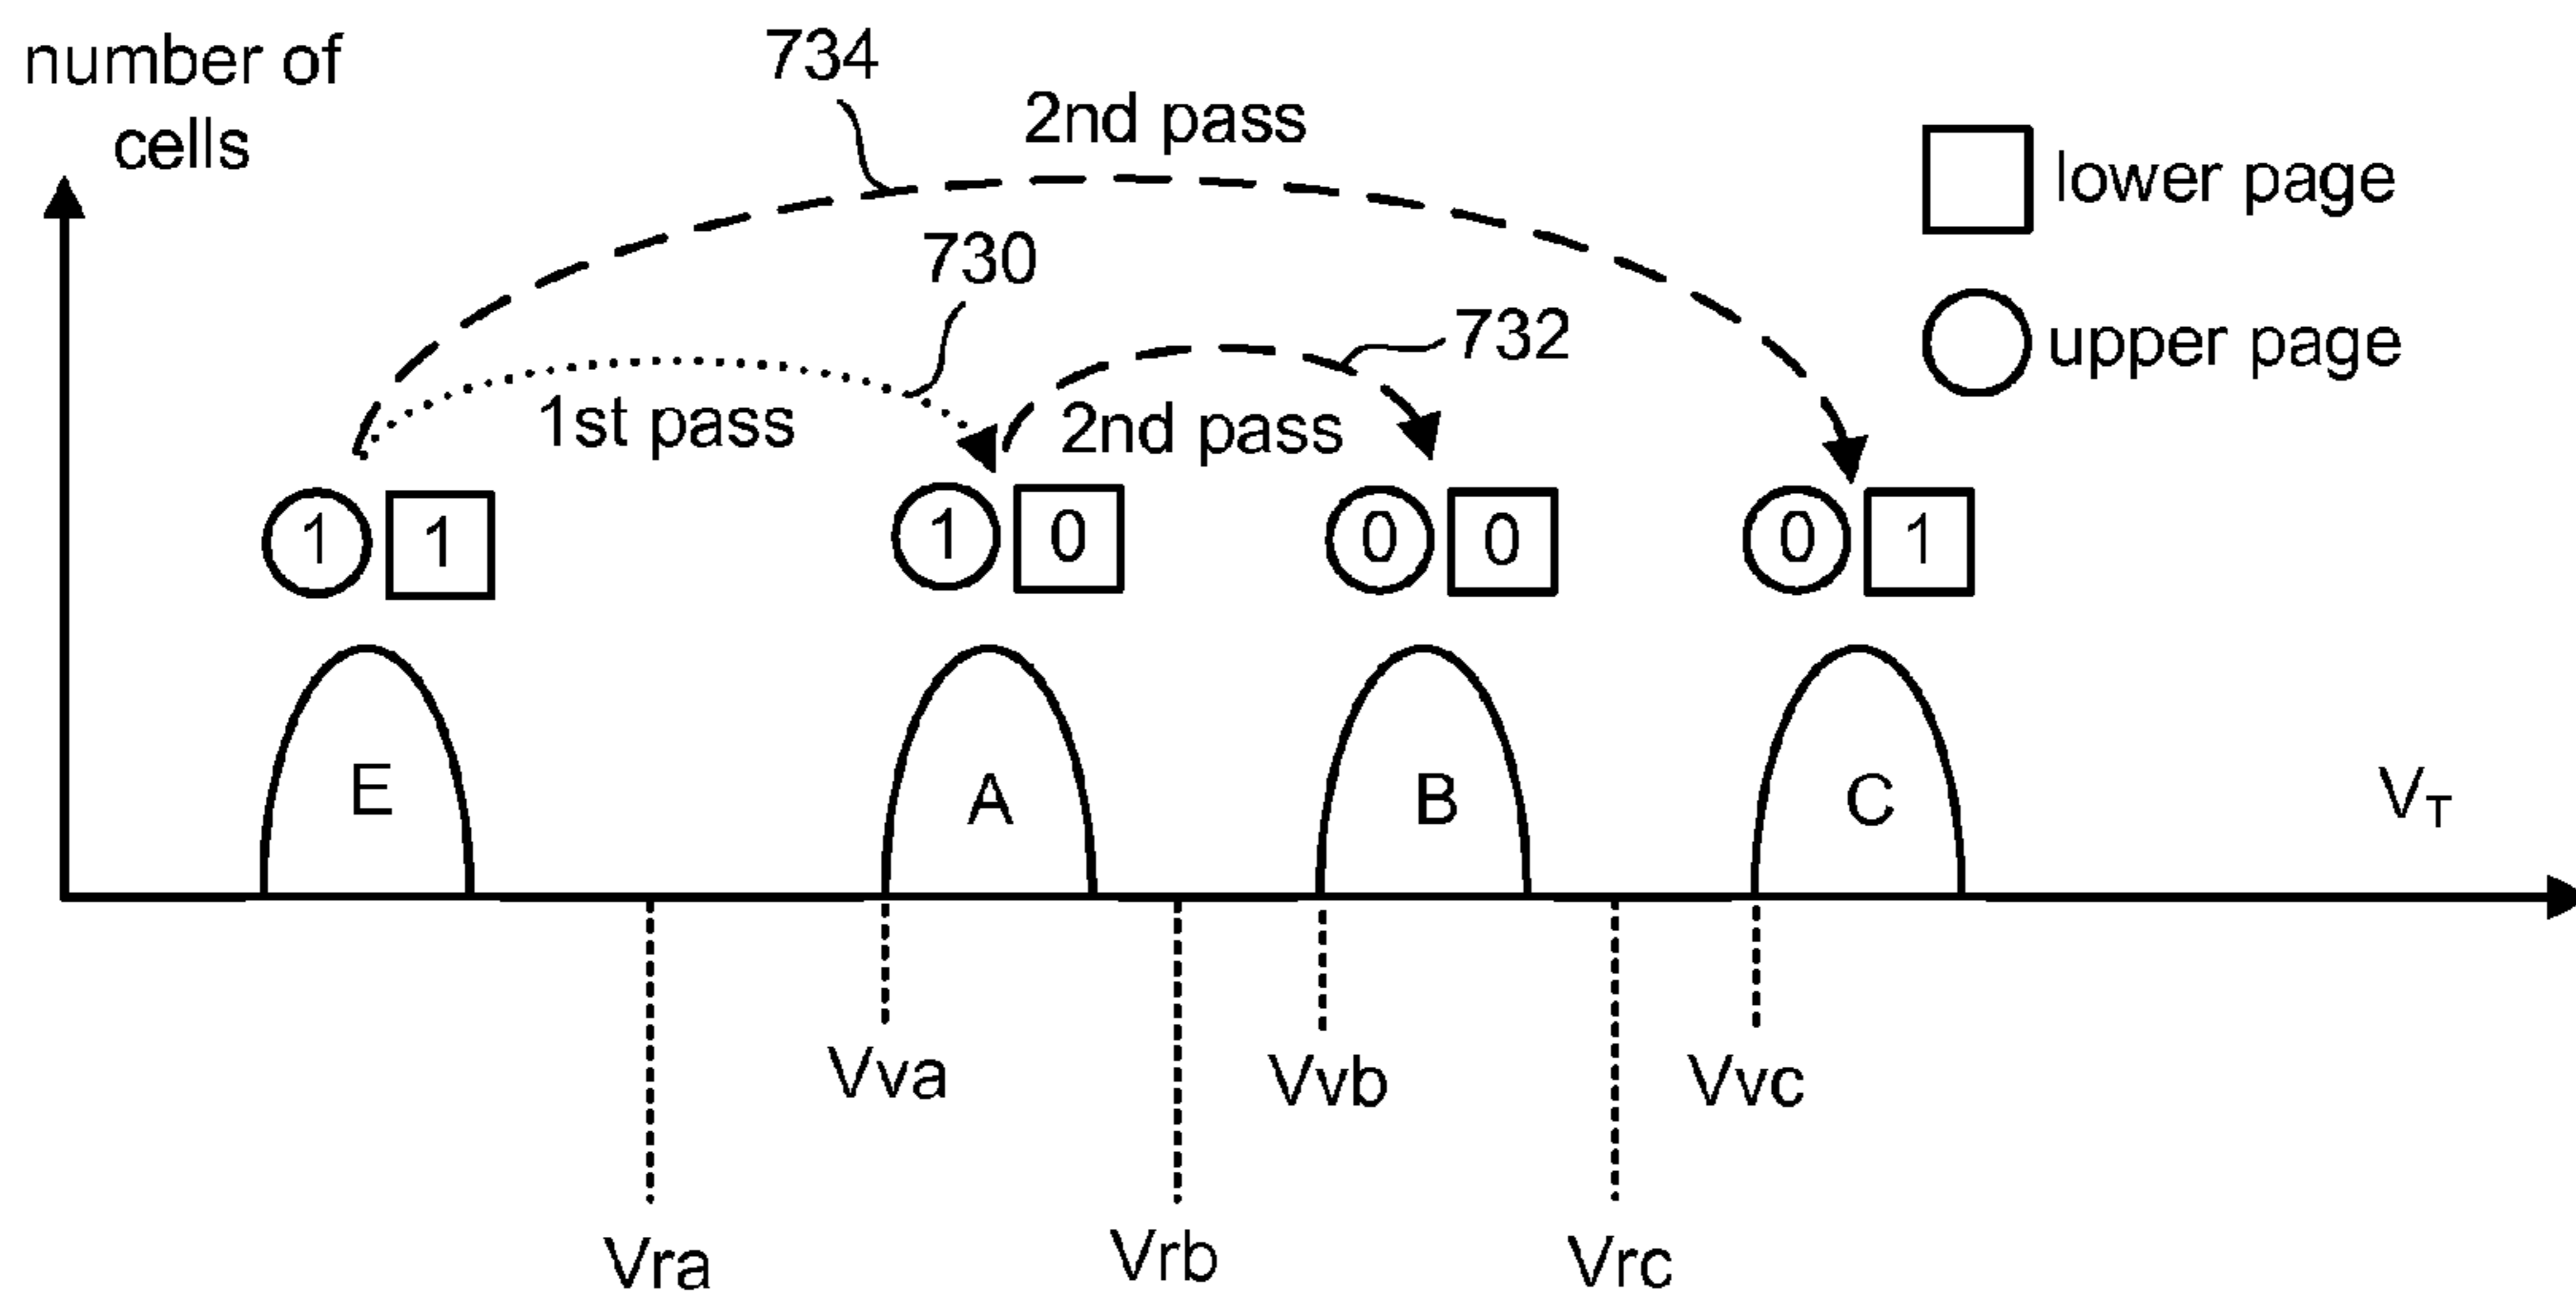 number of
cells
734
2nd pass
lower page
730
upper page
732
1st pass
2nd pass
1 1
1 0
0 0
0 1
E
A
B
C
VT
Vva
Vvb
Vvc
Vra
Vrb
Vrc